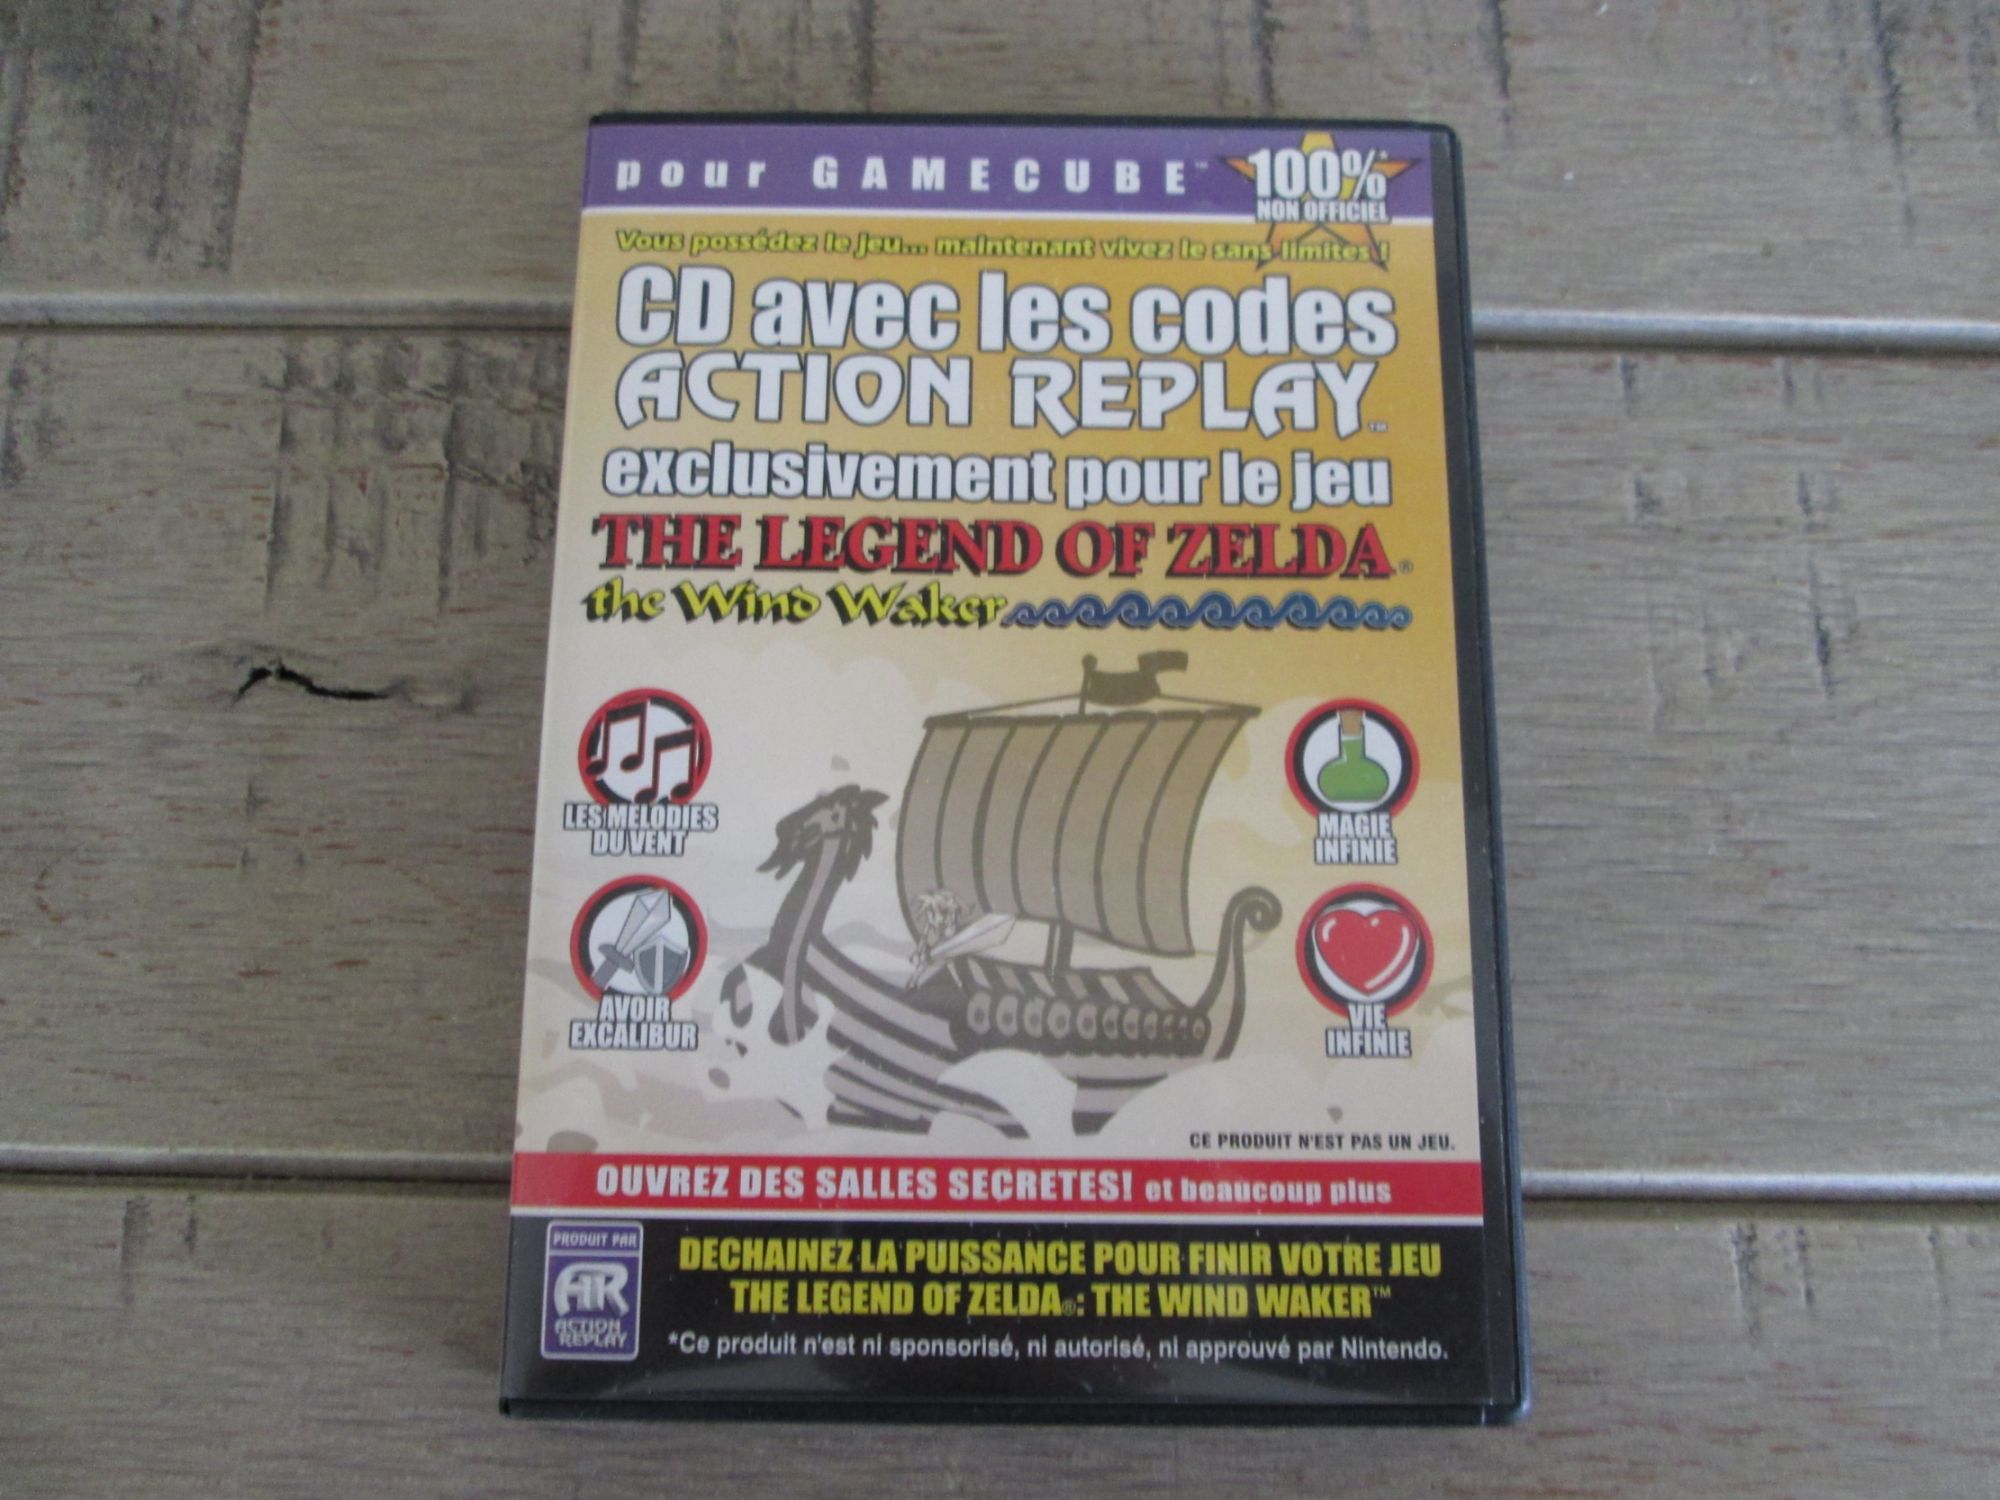 pour GAMECUBE™
100%*
NON OFFICIEL
Vous possédez le jeu... maintenant vivez le sans limites !
CD avec les codes
ACTION REPLAY™
exclusivement pour le jeu
THE LEGEND OF ZELDA®
the Wind Waker
LES MELODIES
DU VENT
MAGIE
INFINIE
AVOIR
EXCALIBUR
VIE
INFINIE
CE PRODUIT N'EST PAS UN JEU.
OUVREZ DES SALLES SECRETES! et beaucoup plus
PRODUIT PAR
AR
ACTION
REPLAY
DECHAINEZ LA PUISSANCE POUR FINIR VOTRE JEU
THE LEGEND OF ZELDA®: THE WIND WAKER™
*Ce produit n'est ni sponsorisé, ni autorisé, ni approuvé par Nintendo.